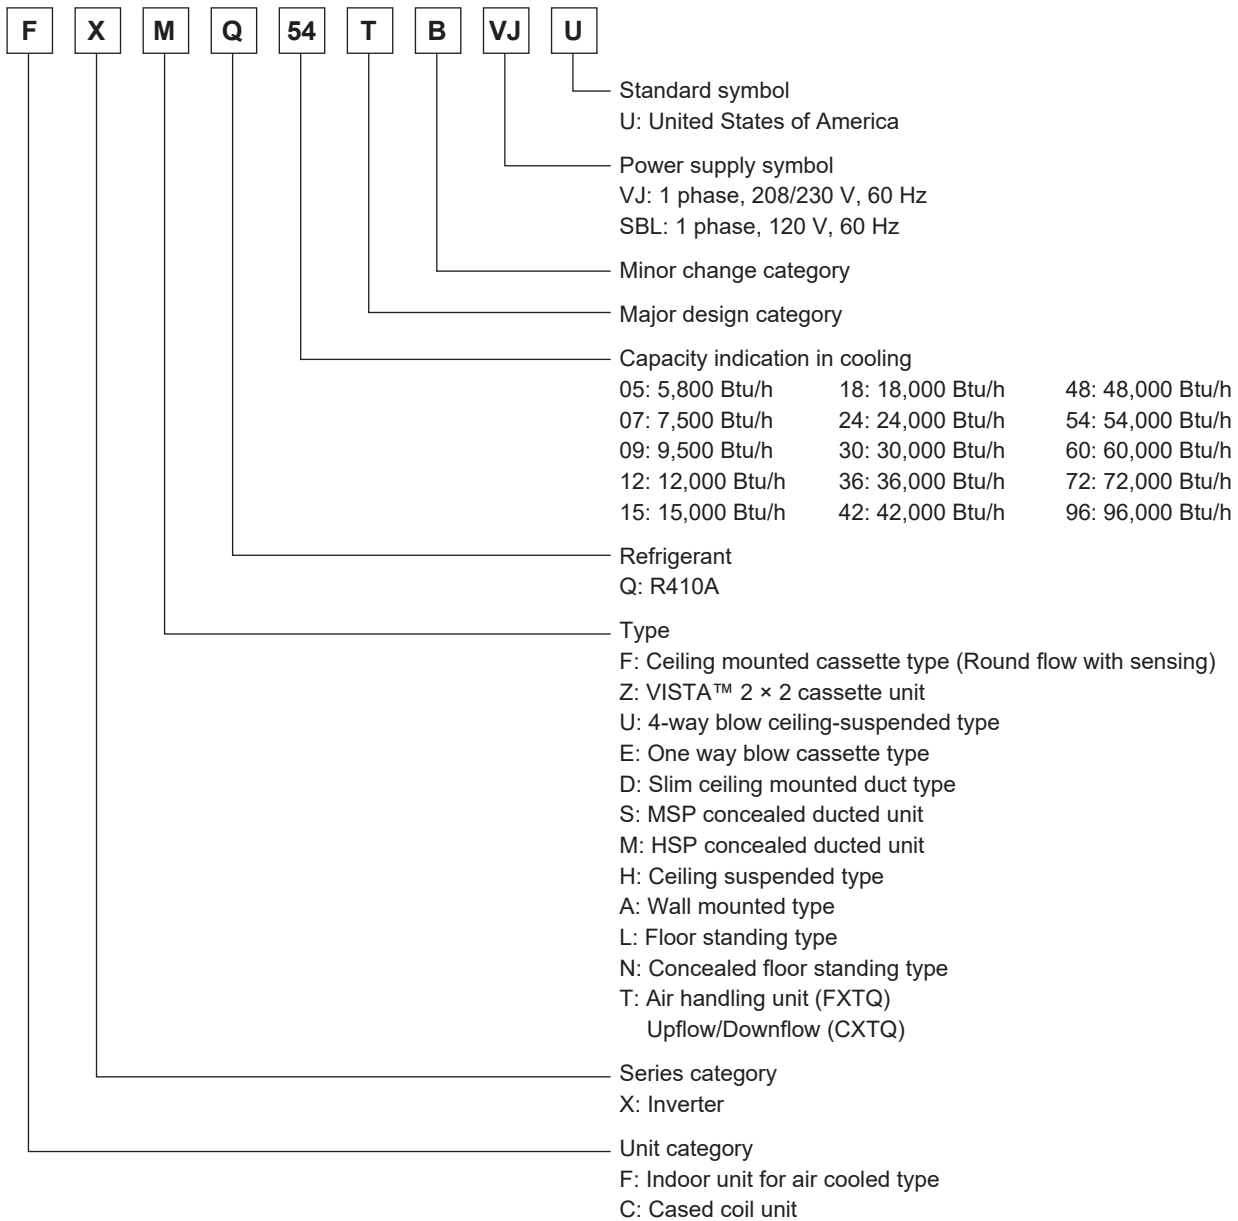 F X M Q 54 T B VJ U
Standard symbol
U: United States of America
Power supply symbol
VJ: 1 phase, 208/230 V, 60 Hz
SBL: 1 phase, 120 V, 60 Hz
Minor change category
Major design category
Capacity indication in cooling
05: 5,800 Btu/h 18: 18,000 Btu/h 48: 48,000 Btu/h
07: 7,500 Btu/h 24: 24,000 Btu/h 54: 54,000 Btu/h
09: 9,500 Btu/h 30: 30,000 Btu/h 60: 60,000 Btu/h
12: 12,000 Btu/h 36: 36,000 Btu/h 72: 72,000 Btu/h
15: 15,000 Btu/h 42: 42,000 Btu/h 96: 96,000 Btu/h
Refrigerant
Q: R410A
Type
F: Ceiling mounted cassette type (Round flow with sensing)
Z: VISTA™ 2 × 2 cassette unit
U: 4-way blow ceiling-suspended type
E: One way blow cassette type
D: Slim ceiling mounted duct type
S: MSP concealed ducted unit
M: HSP concealed ducted unit
H: Ceiling suspended type
A: Wall mounted type
L: Floor standing type
N: Concealed floor standing type
T: Air handling unit (FXTQ)
Upflow/Downflow (CXTQ)
Series category
X: Inverter
Unit category
F: Indoor unit for air cooled type
C: Cased coil unit